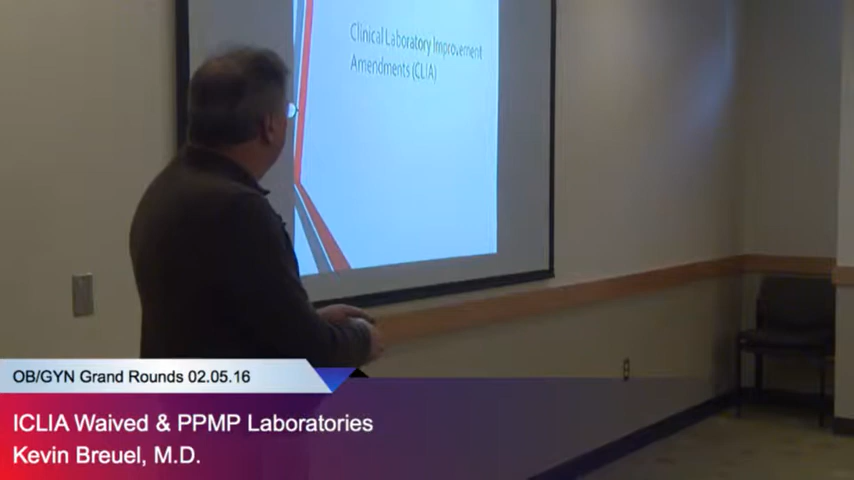 Clinical Laboratory Improvement
Amendments (CLIA)
OB/GYN Grand Rounds 02.05.16
ICLIA Waived & PPMP Laboratories
Kevin Breuel, M.D.